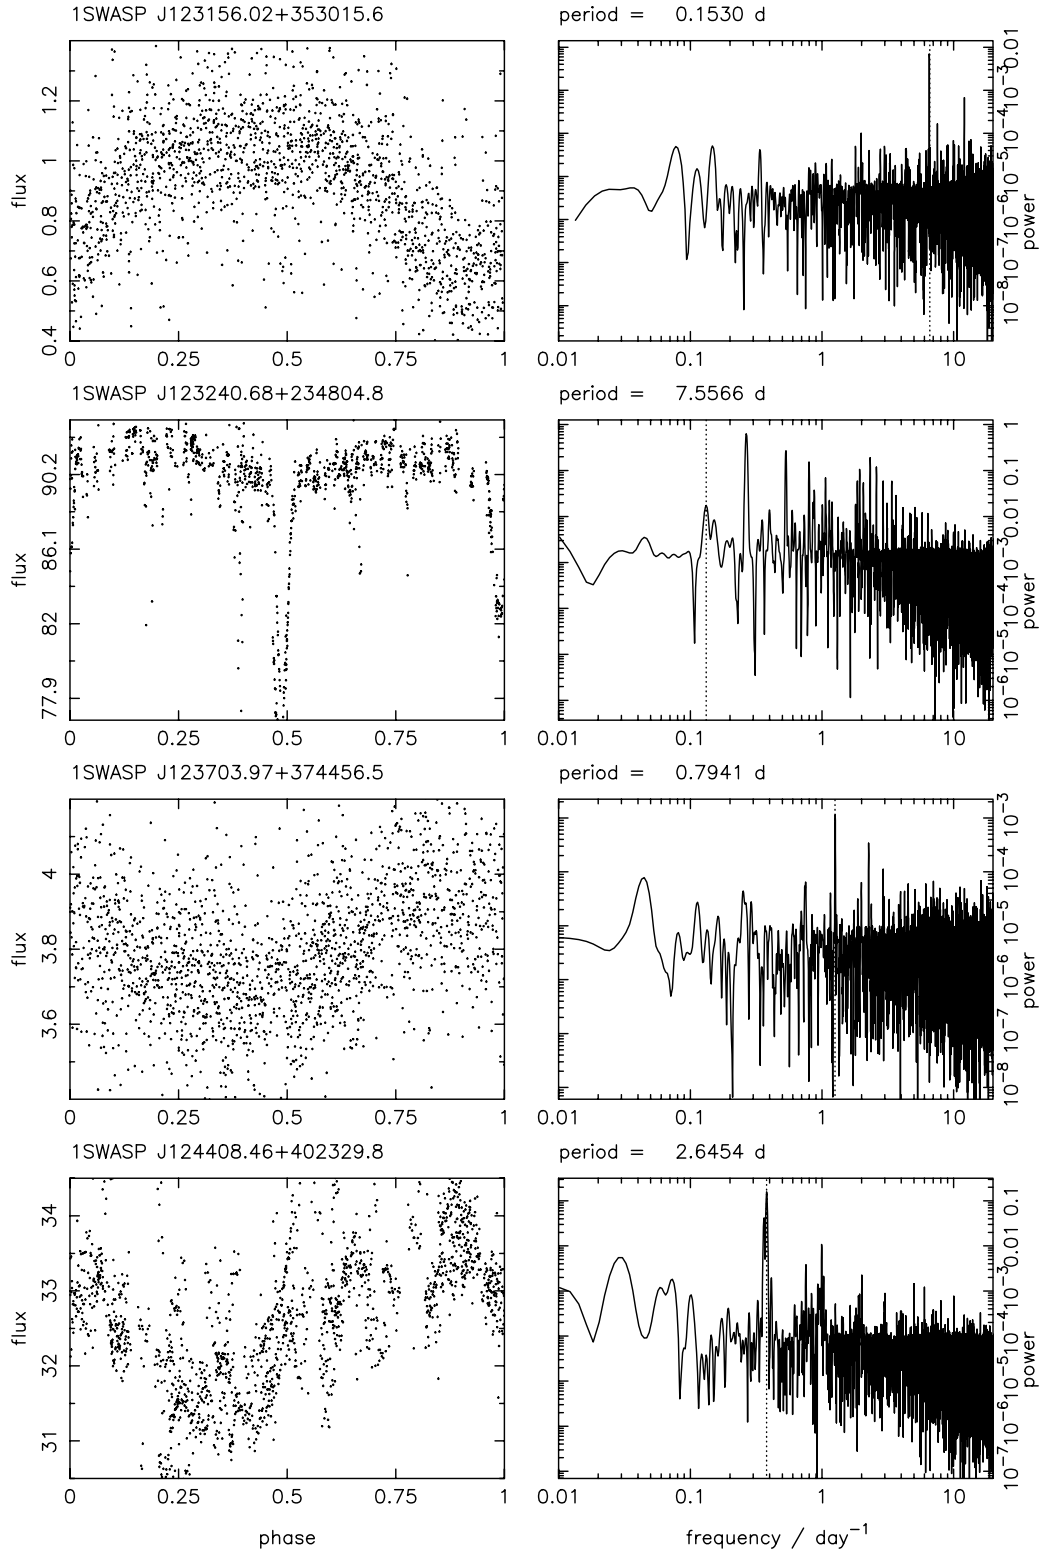 1SWASP J123156.02+353015.6
period = 0.1530 d
flux
1.2
1
0.8
0.6
0.4
0 0.25 0.5 0.75 1
0.01 0.1 1 10
0.01
10⁻³
10⁻⁴
10⁻⁵
10⁻⁶
10⁻⁷
10⁻⁸
power
1SWASP J123240.68+234804.8
period = 7.5566 d
flux
90.2
86.1
82
77.9
0 0.25 0.5 0.75 1
0.01 0.1 1 10
1
0.1
0.01
10⁻³
10⁻⁴
10⁻⁵
10⁻⁶
power
1SWASP J123703.97+374456.5
period = 0.7941 d
flux
4
3.8
3.6
0 0.25 0.5 0.75 1
0.01 0.1 1 10
10⁻³
10⁻⁴
10⁻⁵
10⁻⁶
10⁻⁷
10⁻⁸
power
1SWASP J124408.46+402329.8
period = 2.6454 d
flux
34
33
32
31
0 0.25 0.5 0.75 1
0.01 0.1 1 10
0.1
0.01
10⁻³
10⁻⁴
10⁻⁵
10⁻⁶
10⁻⁷
power
phase
frequency / day⁻¹